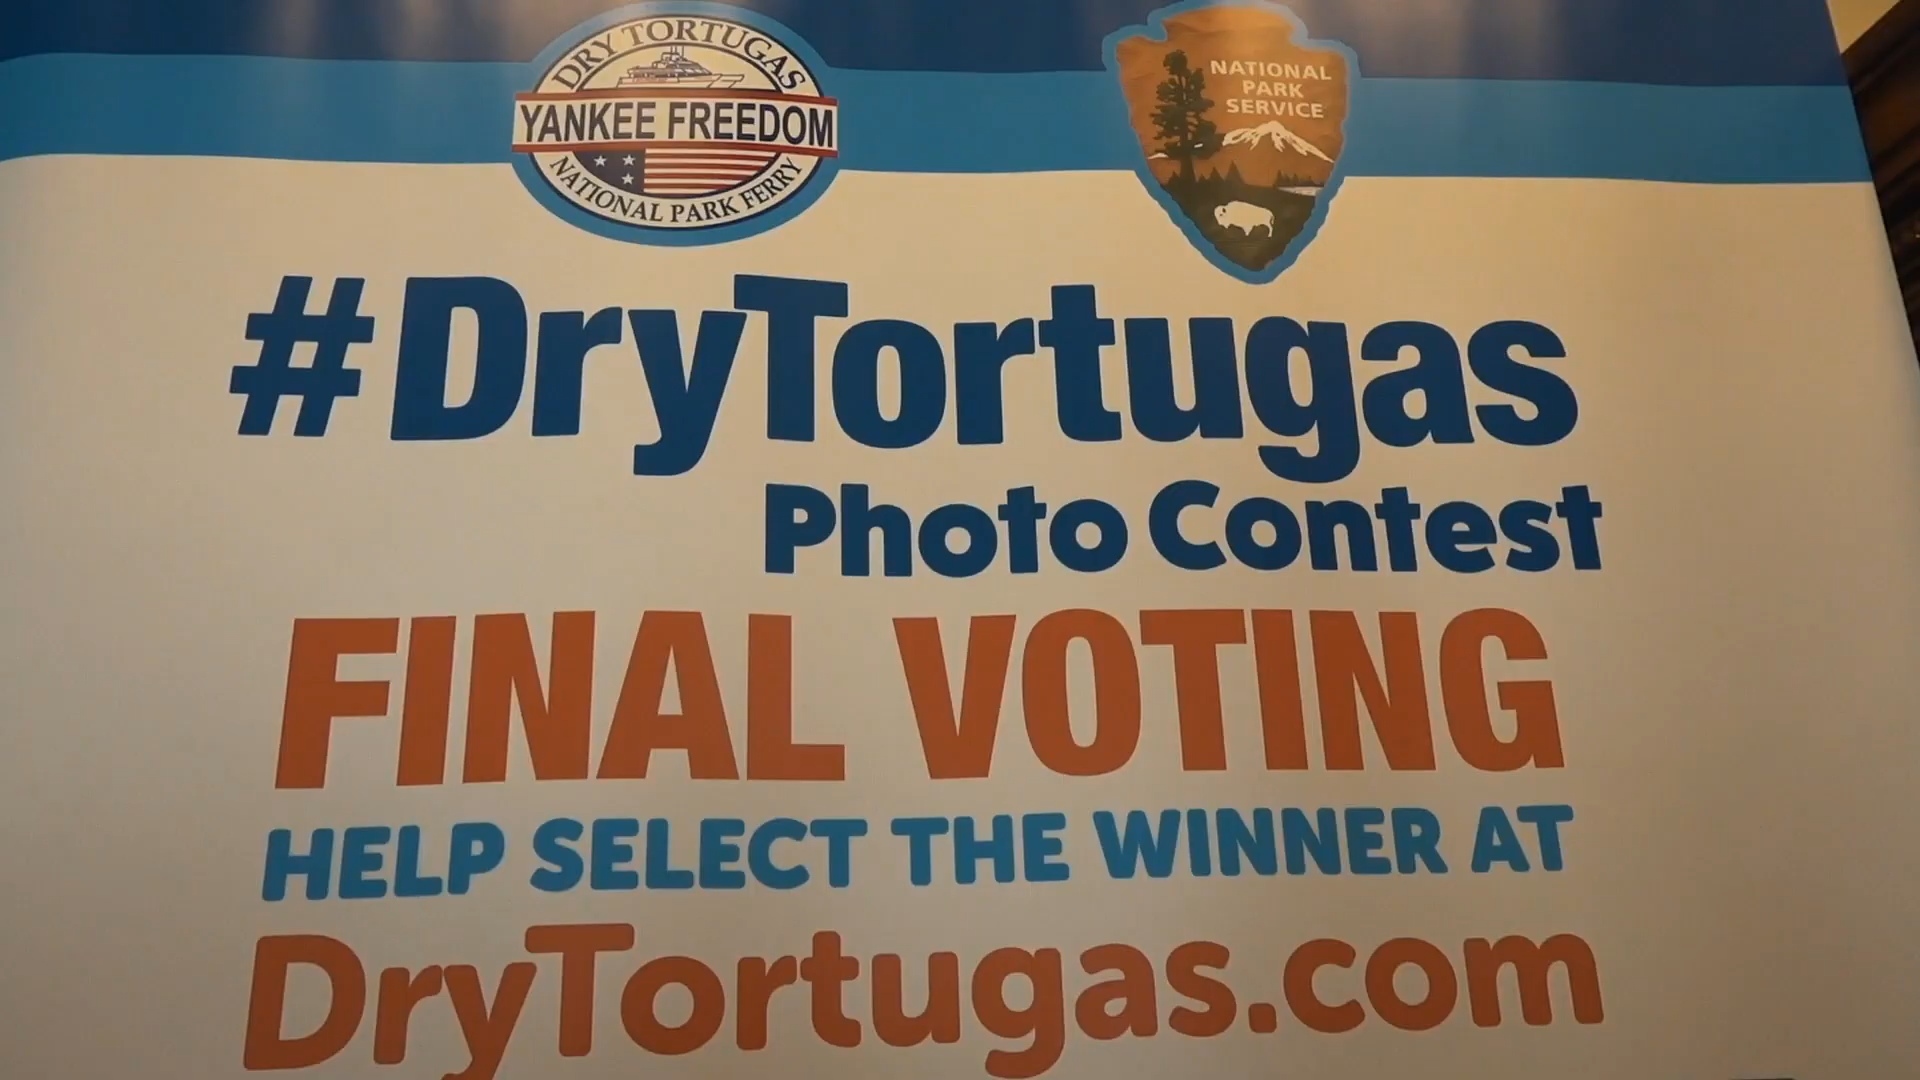 DRY TORTUGAS
YANKEE FREEDOM
NATIONAL PARK FERRY
NATIONAL
PARK
SERVICE
#DryTortugas
Photo Contest
FINAL VOTING
HELP SELECT THE WINNER AT
DryTortugas.com